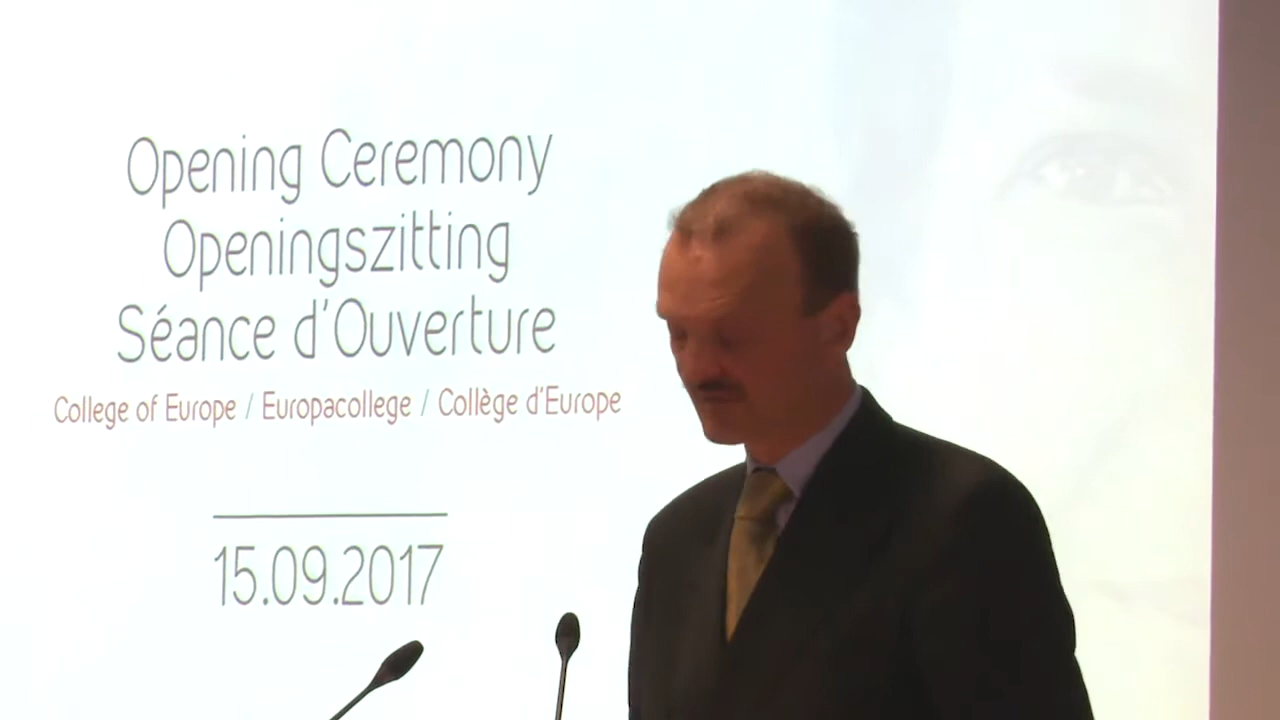 Opening Ceremony
Openingszitting
Séance d'Ouverture
College of Europe / Europacollege / Collège d'Europe
15.09.2017